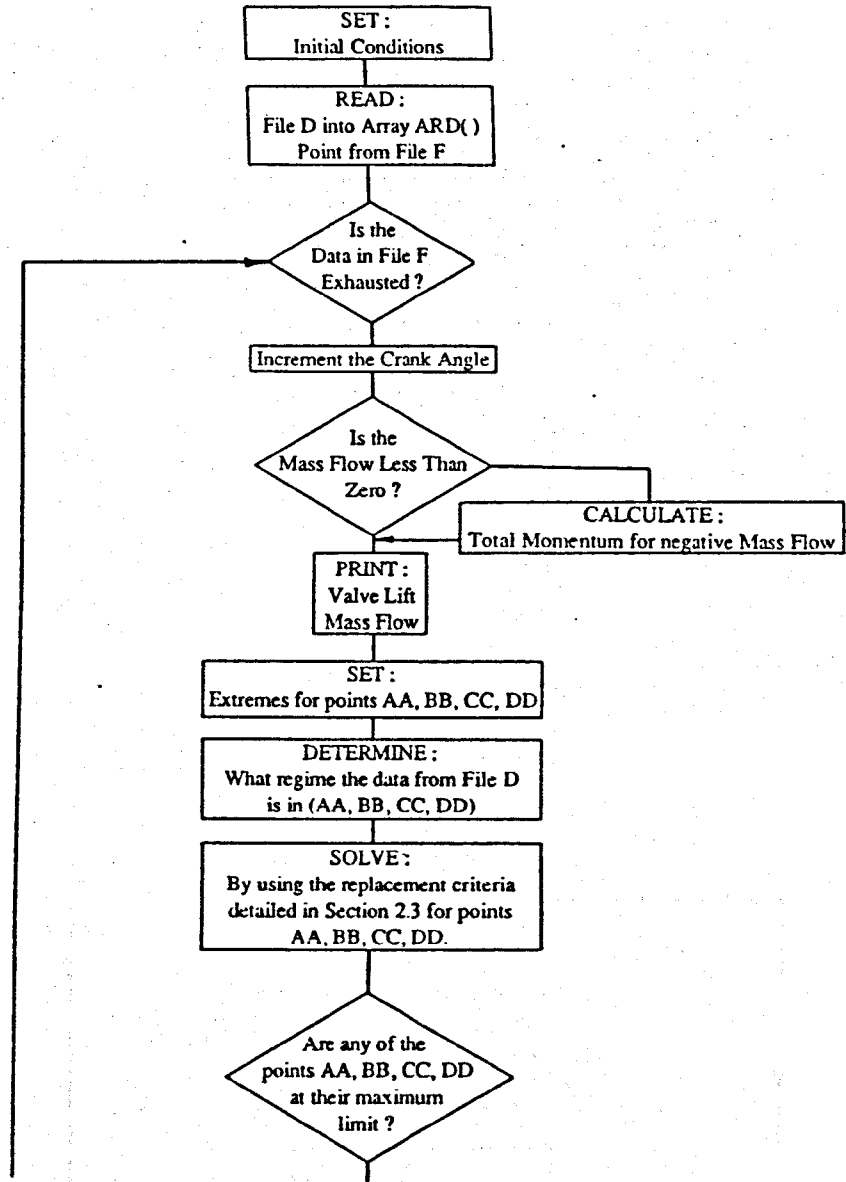 SET :
Initial Conditions
READ :
File D into Array ARD( )
Point from File F
Is the
Data in File F
Exhausted ?
Increment the Crank Angle
Is the
Mass Flow Less Than
Zero ?
CALCULATE :
Total Momentum for negative Mass Flow
PRINT :
Valve Lift
Mass Flow
SET :
Extremes for points AA, BB, CC, DD
DETERMINE :
What regime the data from File D
is in (AA, BB, CC, DD)
SOLVE :
By using the replacement criteria
detailed in Section 2.3 for points
AA, BB, CC, DD.
Are any of the
points AA, BB, CC, DD
at their maximum
limit ?